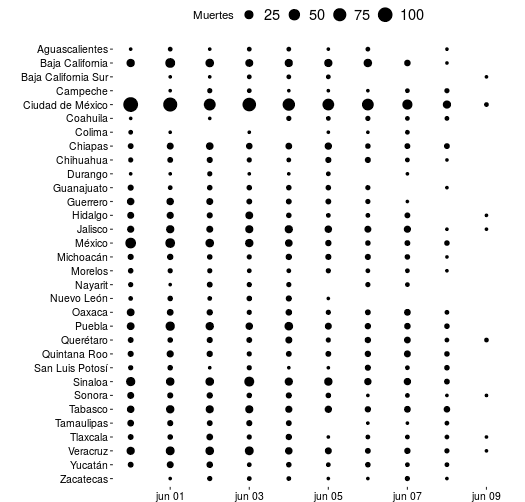 Muertes 25 50 75 100
Aguascalientes
Baja California
Baja California Sur
Campeche
Ciudad de México
Coahuila
Colima
Chiapas
Chihuahua
Durango
Guanajuato
Guerrero
Hidalgo
Jalisco
México
Michoacán
Morelos
Nayarit
Nuevo León
Oaxaca
Puebla
Querétaro
Quintana Roo
San Luis Potosí
Sinaloa
Sonora
Tabasco
Tamaulipas
Tlaxcala
Veracruz
Yucatán
Zacatecas
jun 01 jun 03 jun 05 jun 07 jun 09